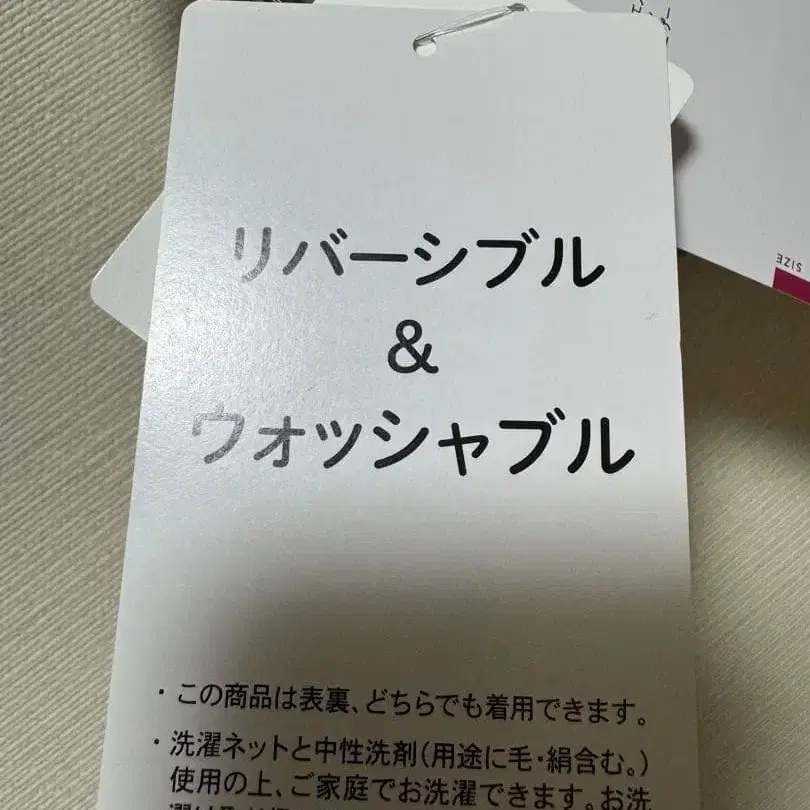 リバーシブル
&
ウォッシャブル
・この商品は表裏、どちらでも着用できます。
・洗濯ネットと中性洗剤(用途に毛・絹含む。)
使用の上、ご家庭でお洗濯できます。お洗
SIZE